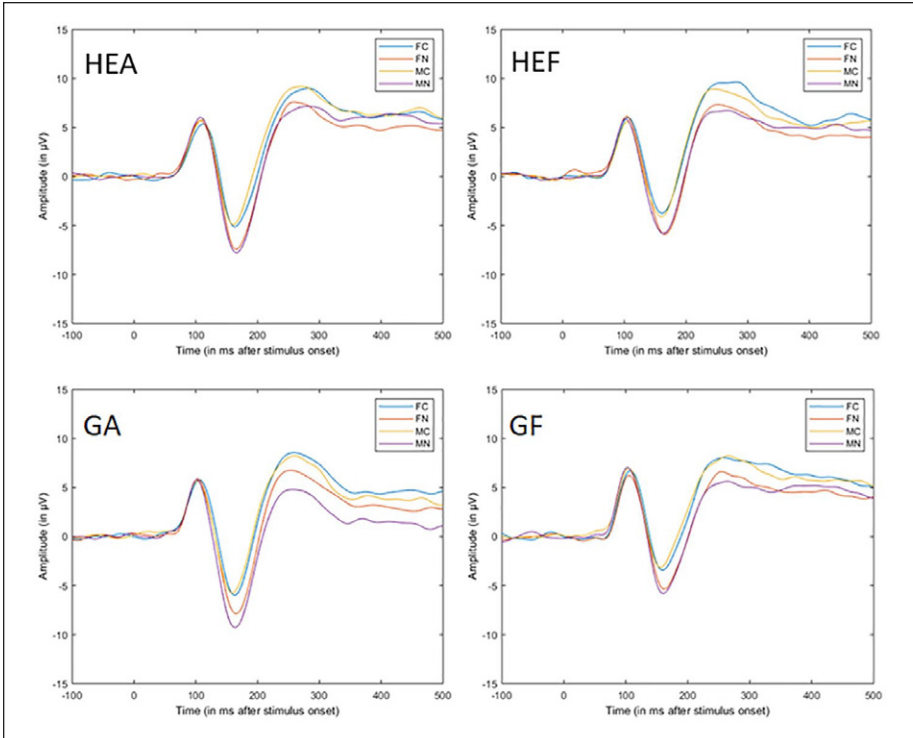 HEA
FC
FN
MC
MN
15
10
5
0
-5
-10
-15
Amplitude (in µV)
-100 0 100 200 300 400 500
Time (in ms after stimulus onset)
HEF
FC
FN
MC
MN
15
10
5
0
-5
-10
-15
Amplitude (in µV)
-100 0 100 200 300 400 500
Time (in ms after stimulus onset)
GA
FC
FN
MC
MN
15
10
5
0
-5
-10
-15
Amplitude (in µV)
-100 0 100 200 300 400 500
Time (in ms after stimulus onset)
GF
FC
FN
MC
MN
15
10
5
0
-5
-10
-15
Amplitude (in µV)
-100 0 100 200 300 400 500
Time (in ms after stimulus onset)